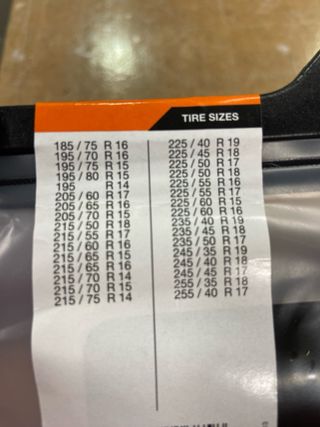 TIRE SIZES
185 / 75 R 16
195 / 70 R 16
195 / 75 R 15
195 / 80 R 15
195 R 14
205 / 60 R 17
205 / 65 R 16
205 / 70 R 15
215 / 50 R 18
215 / 55 R 17
215 / 60 R 16
215 / 65 R 15
215 / 65 R 16
215 / 70 R 14
215 / 70 R 15
215 / 75 R 14
225 / 40 R 19
225 / 45 R 18
225 / 50 R 17
225 / 50 R 18
225 / 55 R 16
225 / 55 R 17
225 / 60 R 15
225 / 60 R 16
235 / 40 R 19
235 / 45 R 18
235 / 50 R 17
245 / 35 R 19
245 / 40 R 18
245 / 45 R 17
255 / 35 R 18
255 / 40 R 17